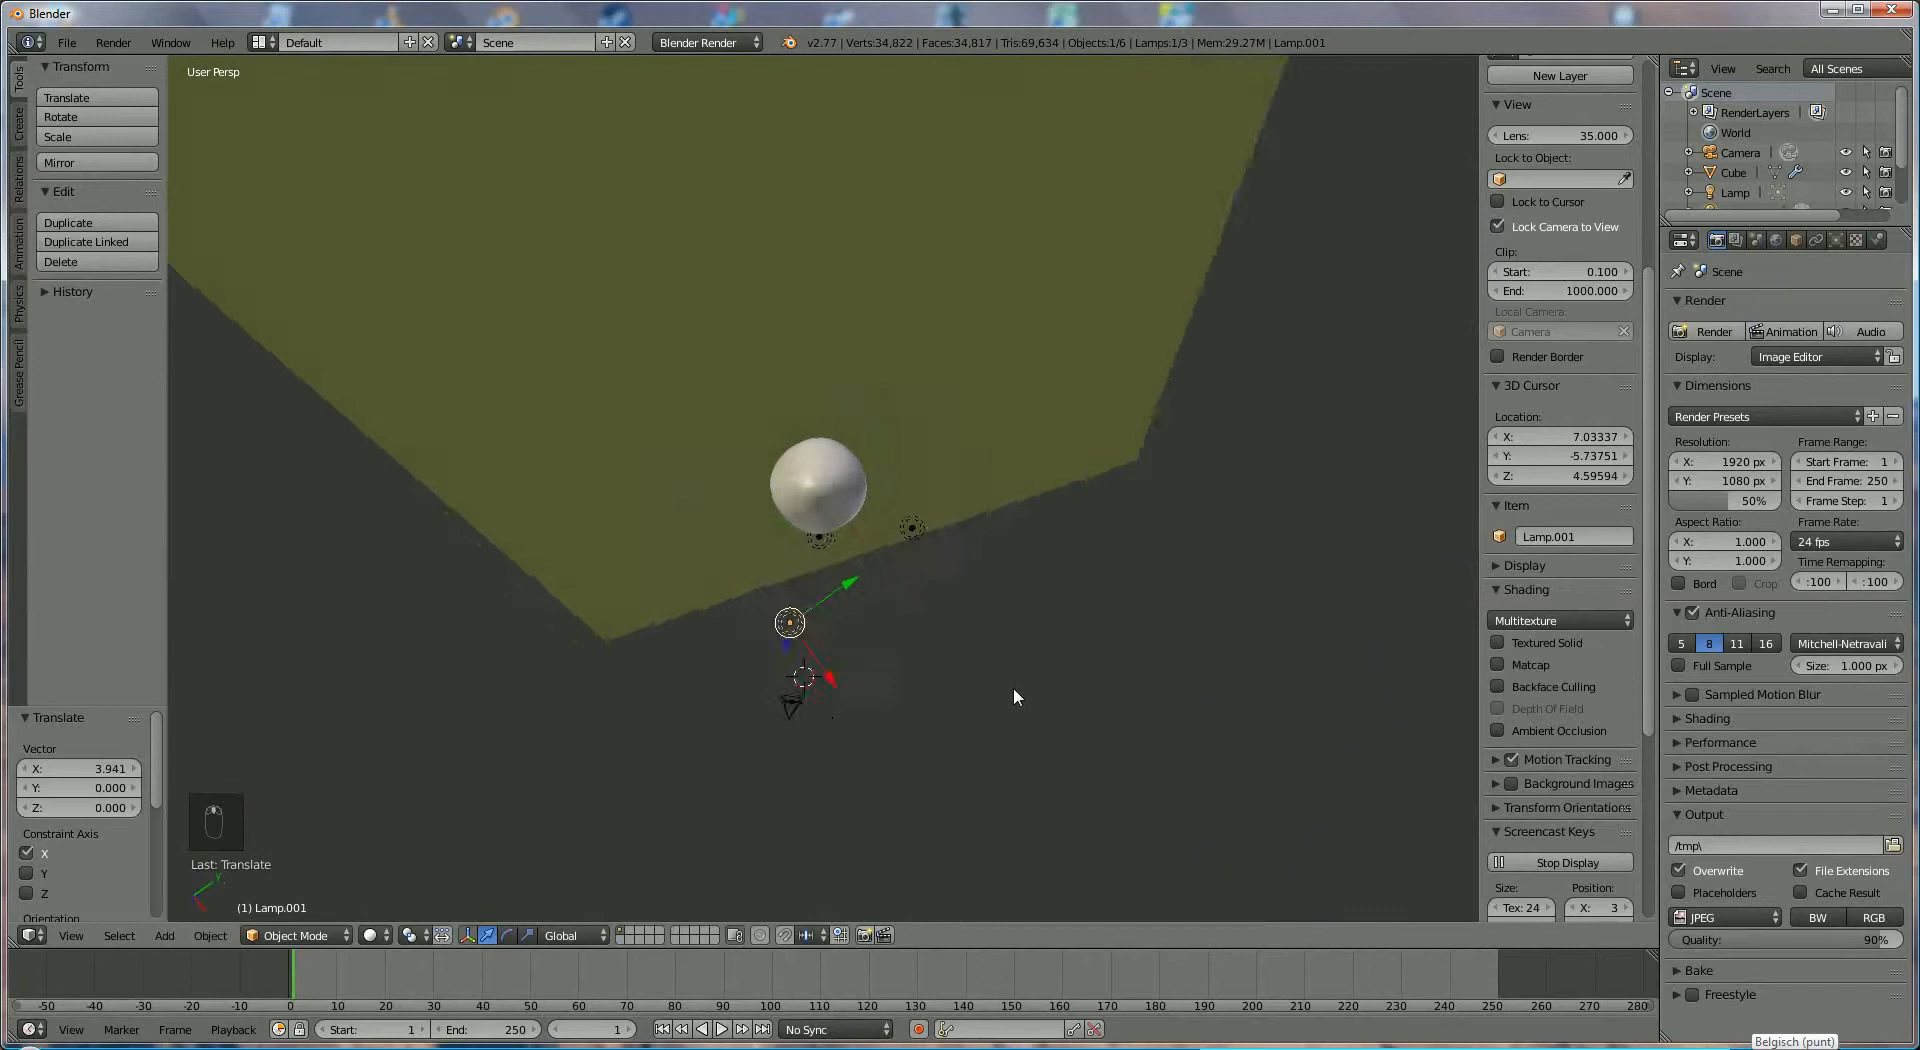 Blender
File Render Window Help Default Scene Blender Render v2.77 | Verts:34,822 | Faces:34,817 | Tris:69,634 | Objects:1/6 | Lamps:1/3 | Mem:29.27M | Lamp.001
Tools
Create
Relations
Animation
Physics
Grease Pencil
Transform
Translate
Rotate
Scale
Mirror
Edit
Duplicate
Duplicate Linked
Delete
History
Translate
Vector
X: 3.941
Y: 0.000
Z: 0.000
Constraint Axis
X
Y
Z
Orientation
User Persp
Last: Translate
y
(1) Lamp.001
New Layer
View
Lens: 35.000
Lock to Object:
Lock to Cursor
Lock Camera to View
Clip:
Start: 0.100
End: 1000.000
Local Camera:
Camera
Render Border
3D Cursor
Location:
X: 7.03337
Y: -5.73751
Z: 4.59594
Item
Lamp.001
Display
Shading
Multitexture
Textured Solid
Matcap
Backface Culling
Depth Of Field
Ambient Occlusion
Motion Tracking
Background Images
Transform Orientations
Screencast Keys
Stop Display
Size: Position:
Tex: 24 X: 3
View Search All Scenes
Scene
RenderLayers |
World
Camera |
Cube |
Lamp |
Scene
Render
Render Animation Audio
Display: Image Editor
Dimensions
Render Presets
Resolution: Frame Range:
X: 1920 px Start Frame: 1
Y: 1080 px End Frame: 250
50% Frame Step: 1
Aspect Ratio: Frame Rate:
X: 1.000 24 fps
Y: 1.000 Time Remapping:
Bord Crop :100 :100
Anti-Aliasing
5 8 11 16 Mitchell-Netravali
Full Sample Size: 1.000 px
Sampled Motion Blur
Shading
Performance
Post Processing
Metadata
Output
/tmp\
Overwrite File Extensions
Placeholders Cache Result
JPEG BW RGB
Quality: 90%
Bake
Freestyle
View Select Add Object Object Mode Global
-50 -40 -30 -20 -10 0 10 20 30 40 50 60 70 80 90 100 110 120 130 140 150 160 170 180 190 200 210 220 230 240 250 260 270 280
View Marker Frame Playback Start: 1 End: 250 1 No Sync
Belgisch (punt)